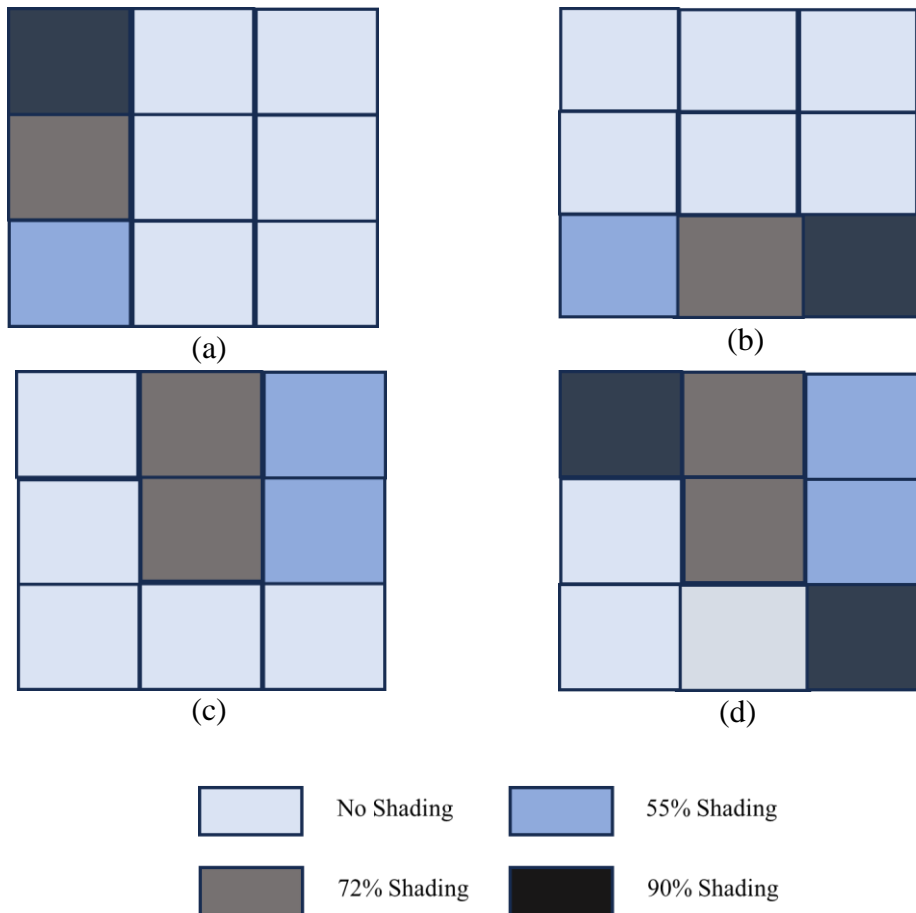 (a)
(b)
(c)
(d)
No Shading
55% Shading
72% Shading
90% Shading